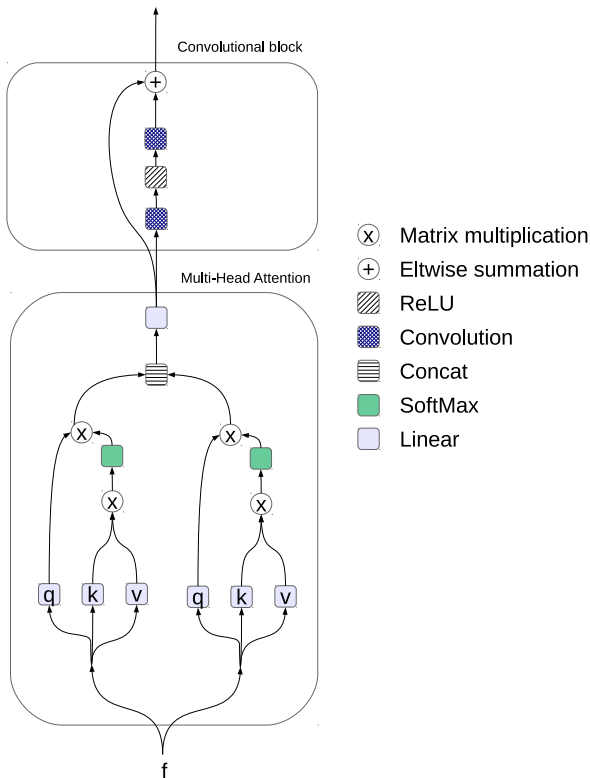 Convolutional block
+
Multi-Head Attention
x
x
x
x
q
k
v
q
k
v
f
x Matrix multiplication
+ Eltwise summation
ReLU
Convolution
Concat
SoftMax
Linear